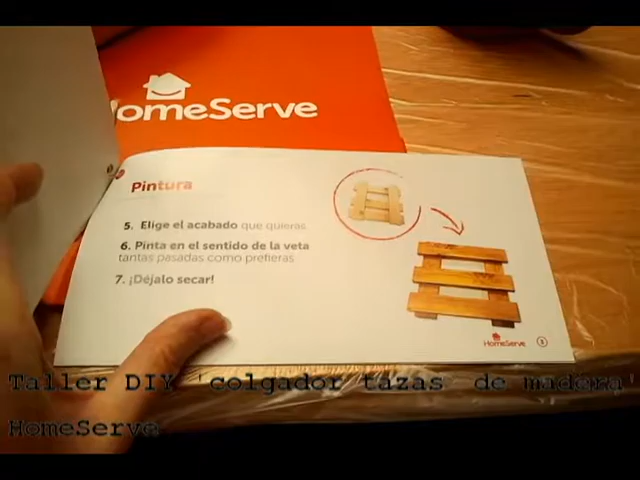 HomeServe
Pintura
5. Elige el acabado que quieras
6. Pinta en el sentido de la veta
tantas pasadas como prefieras
7. ¡Déjalo secar!
HomeServe 3
Taller DIY 'colgador tazas de madera'
HomeServe